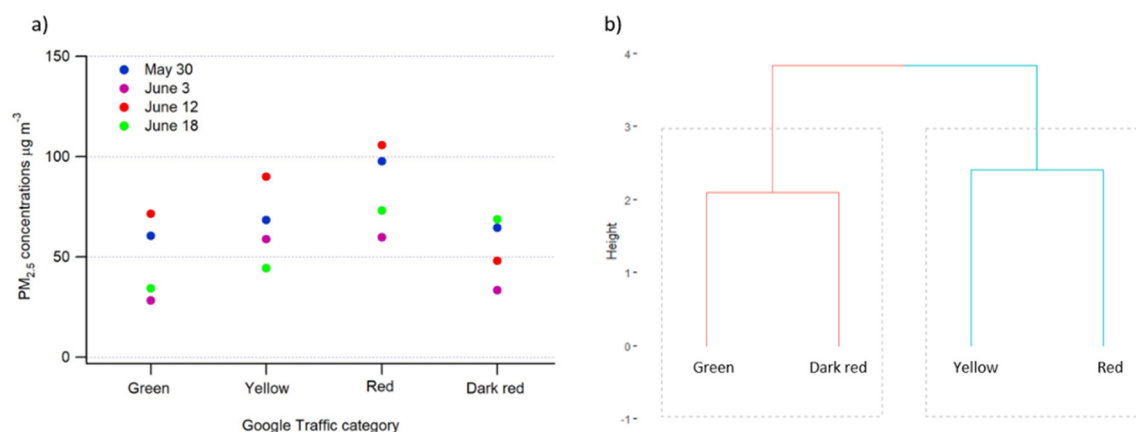 a)
150
100
50
0
PM2.5 concentrations µg m-3
May 30
June 3
June 12
June 18
Green
Yellow
Red
Dark red
Google Traffic category
b)
4
3
2
1
0
-1
Height
Green
Dark red
Yellow
Red